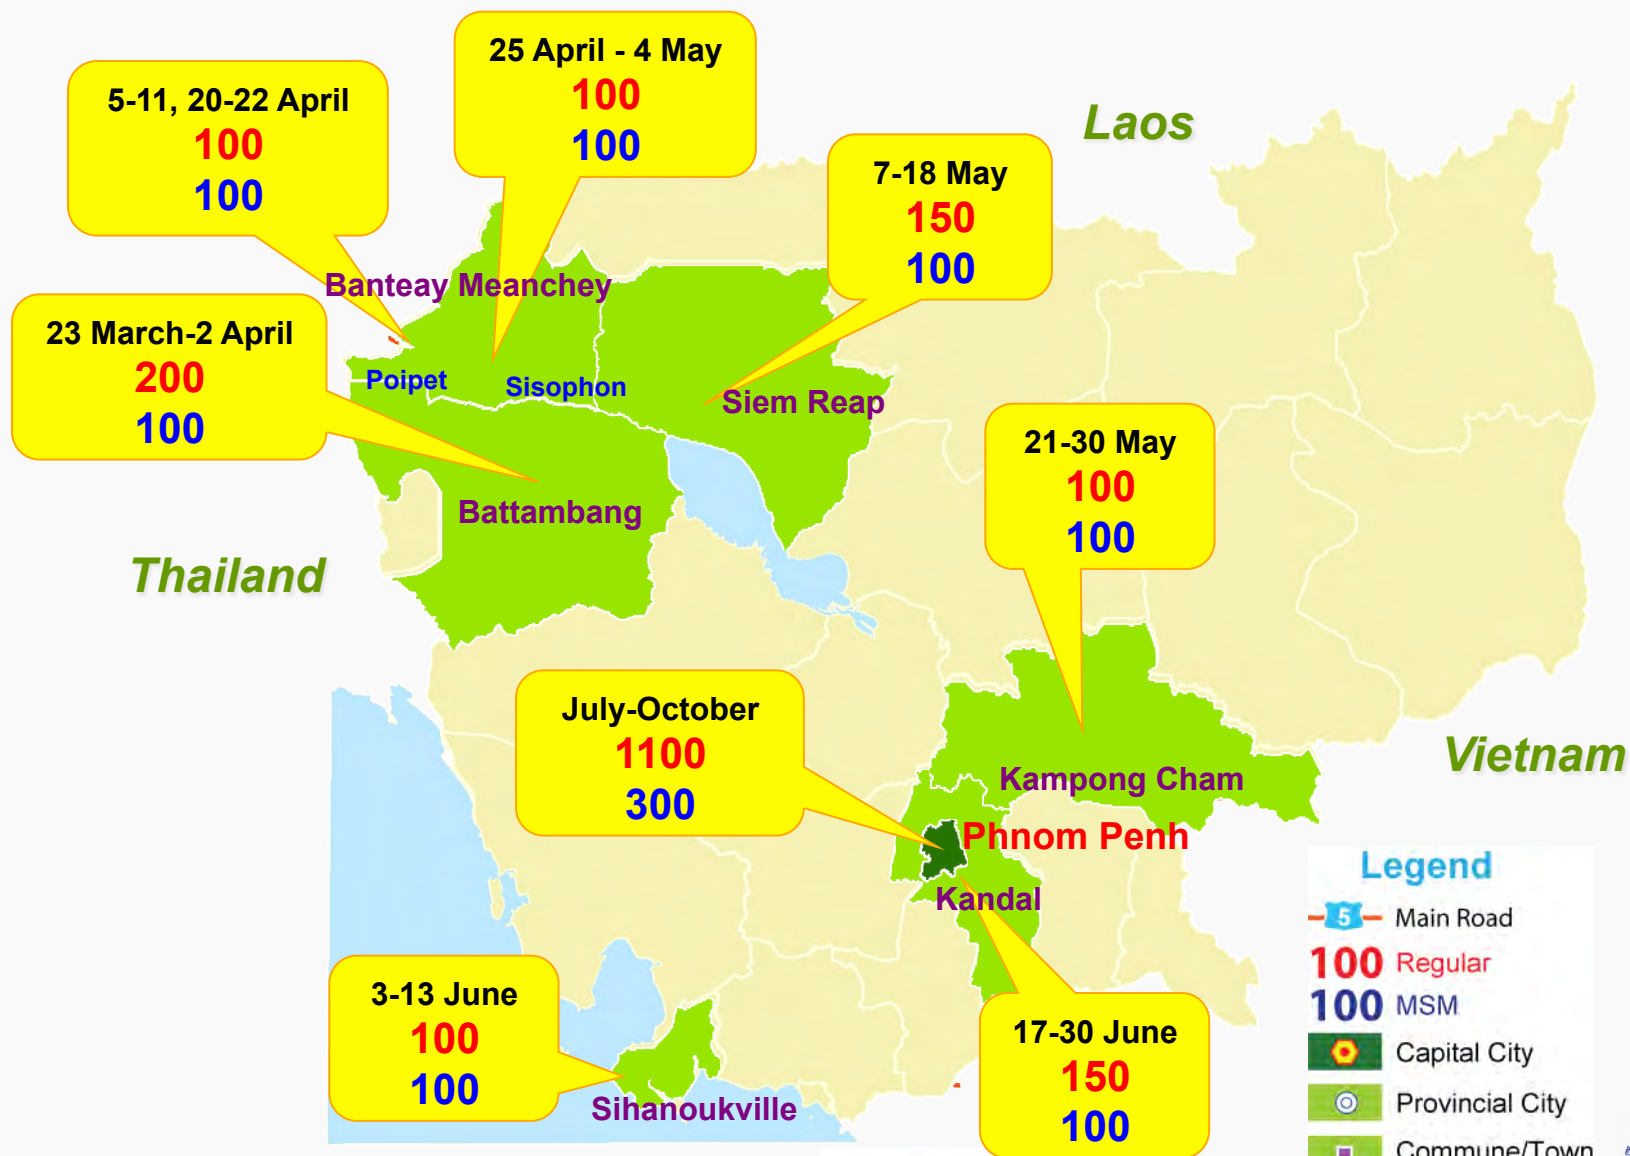 25 April - 4 May
100
100
5-11, 20-22 April
100
100
Laos
7-18 May
150
100
Banteay Meanchey
23 March-2 April
200
100
Poipet
Sisophon
Siem Reap
21-30 May
100
100
Battambang
Thailand
July-October
1100
300
Vietnam
Kampong Cham
Phnom Penh
Kandal
3-13 June
100
100
17-30 June
150
100
Sihanoukville
Legend
5 Main Road
100 Regular
100 MSM
Capital City
Provincial City
Commune/Town